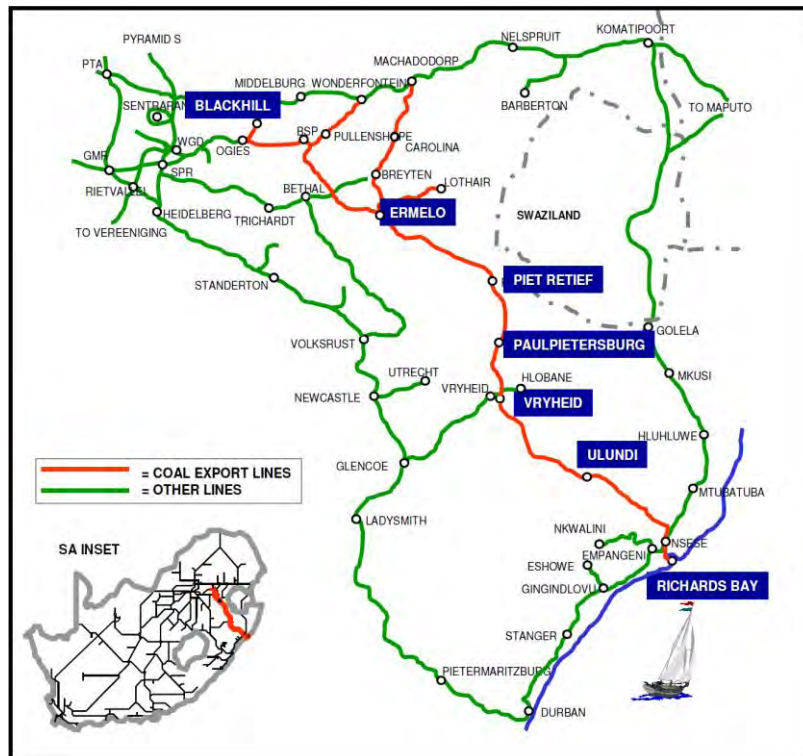 PYRAMID S
KOMATIPOORT
NELSPRUIT
PTA
MACHADODORP
MIDDELBURG
WONDERFONTEIN
SENTRARAN
BLACKHILL
BARBERTON
TO MAPUTO
WGD
OGIES
BSP
PULLENSHOPE
CAROLINA
GMR
SPR
BREYTEN
LOTHAIR
RIETVALLEI
BETHAL
HEIDELBERG
TRICHARDT
ERMELO
SWAZILAND
TO VEREENIGING
STANDERTON
PIET RETIEF
GOLELA
VOLKSRUST
PAULPIETERSBURG
UTRECHT
MKUSI
HLOBANE
NEWCASTLE
VRYHEID
VRYHEID
HLUHLUWE
ULUNDI
GLENCOE
= COAL EXPORT LINES
= OTHER LINES
MTUBATUBA
LADYSMITH
NKWALINI
NSESE
SA INSET
EMPANGENI
ESHOWE
GINGINDLOVU
RICHARDS BAY
STANGER
PIETERMARITZBURG
DURBAN